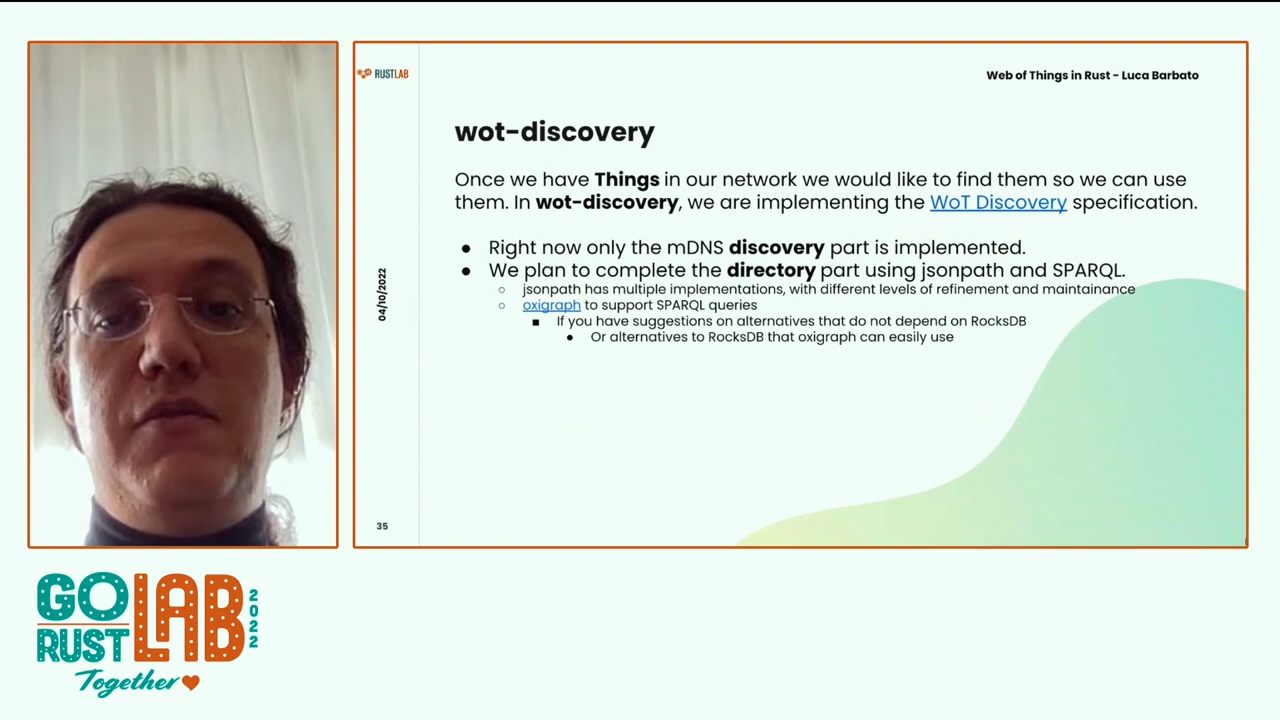 RUSTLAB
Web of Things in Rust - Luca Barbato
wot-discovery
Once we have Things in our network we would like to find them so we can use
them. In wot-discovery, we are implementing the WoT Discovery specification.
● Right now only the mDNS discovery part is implemented.
● We plan to complete the directory part using jsonpath and SPARQL.
○ jsonpath has multiple implementations, with different levels of refinement and maintainance
○ oxigraph to support SPARQL queries
■ If you have suggestions on alternatives that do not depend on RocksDB
● Or alternatives to RocksDB that oxigraph can easily use
04/10/2022
35
GO
RUST
LAB
2022
Together